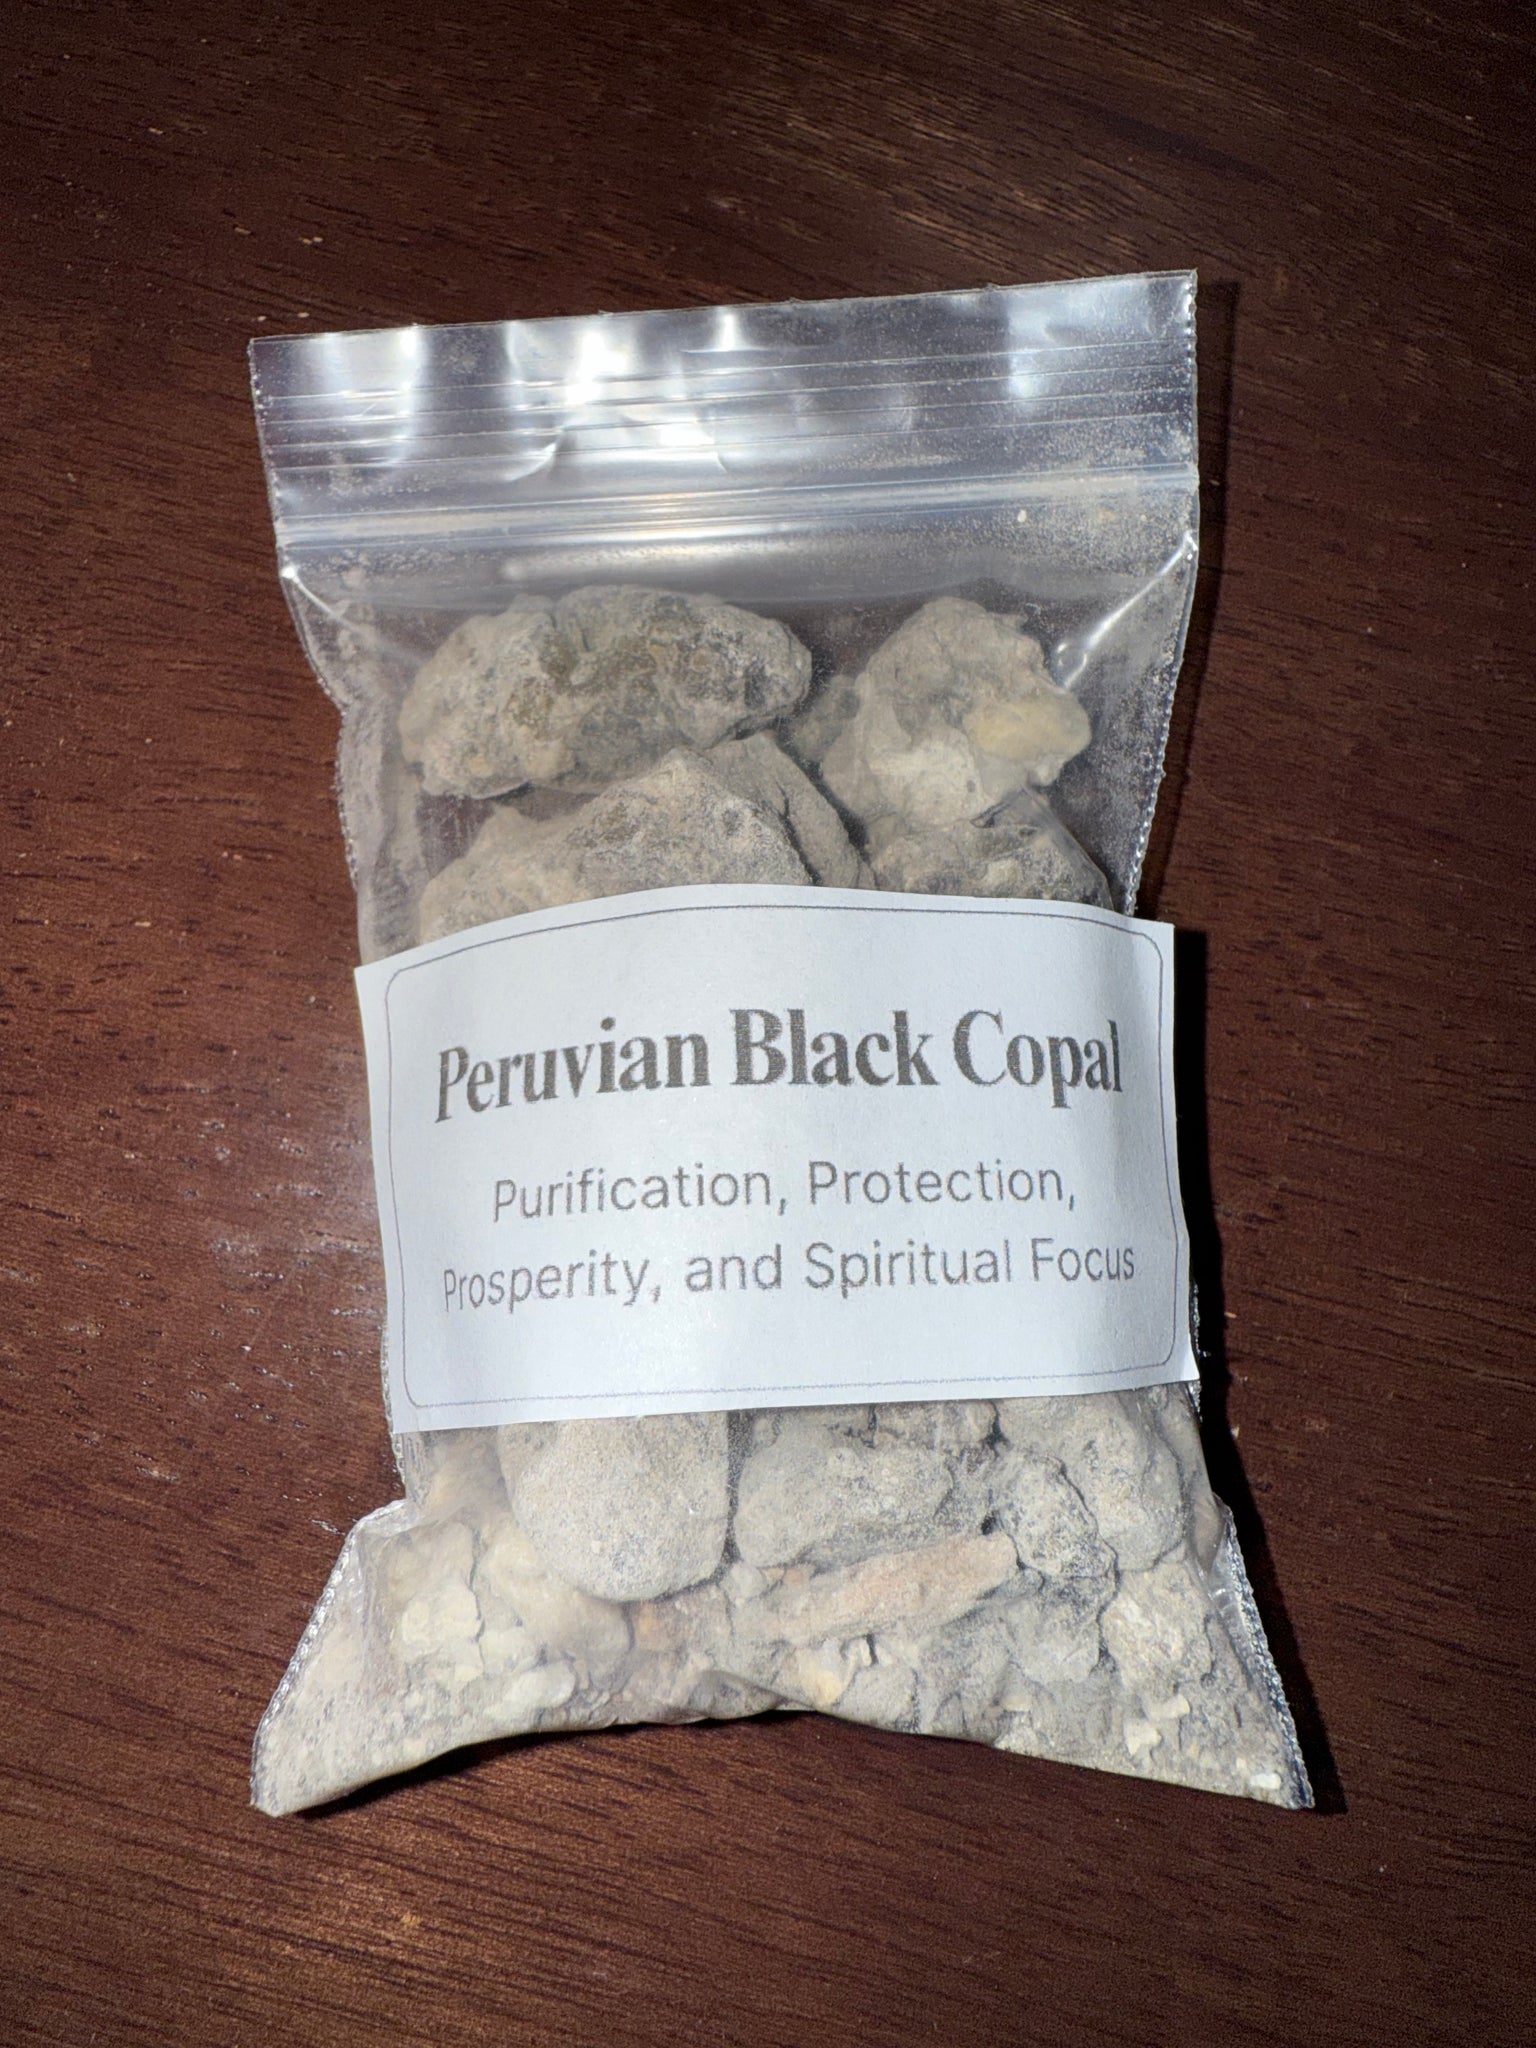 Peruvian Black Copal
Purification, Protection,
Prosperity, and Spiritual Focus